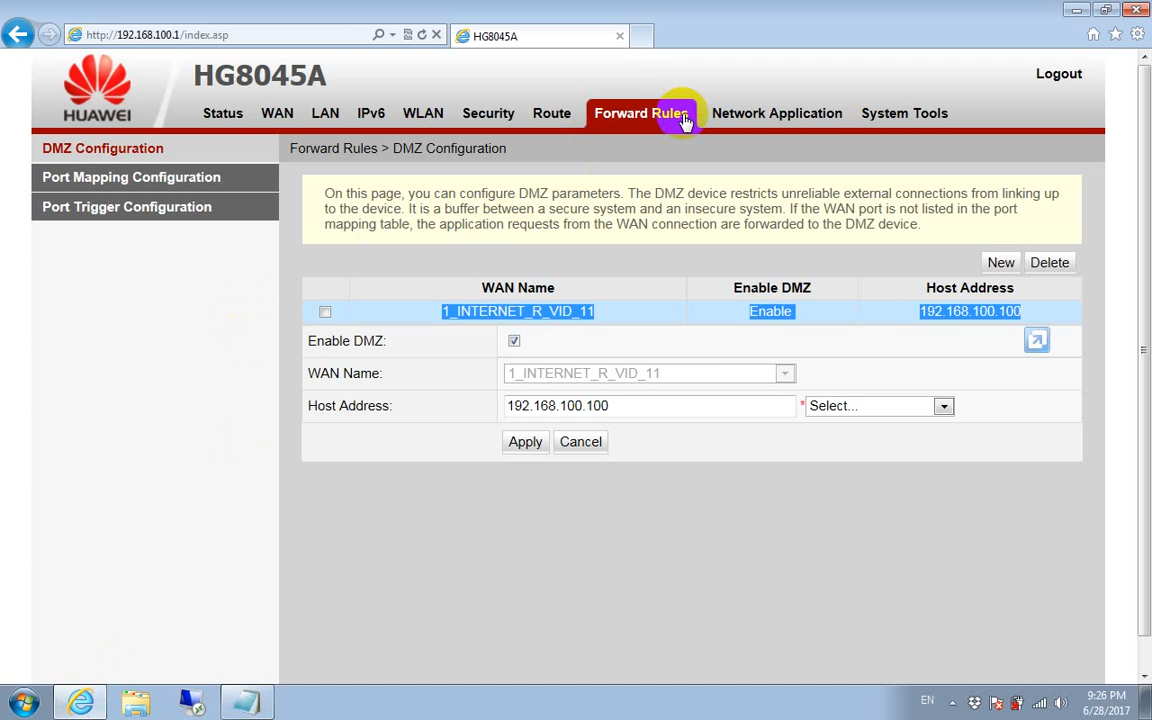 http://192.168.100.1/index.asp
HG8045A
HUAWEI
HG8045A
Logout
Status WAN LAN IPv6 WLAN Security Route Forward Rules Network Application System Tools
DMZ Configuration
Port Mapping Configuration
Port Trigger Configuration
Forward Rules > DMZ Configuration
On this page, you can configure DMZ parameters. The DMZ device restricts unreliable external connections from linking up
to the device. It is a buffer between a secure system and an insecure system. If the WAN port is not listed in the port
mapping table, the application requests from the WAN connection are forwarded to the DMZ device.
New Delete
WAN Name Enable DMZ Host Address
1_INTERNET_R_VID_11 Enable 192.168.100.100
Enable DMZ:
WAN Name: 1_INTERNET_R_VID_11
Host Address: 192.168.100.100 * Select...
Apply Cancel
EN
9:26 PM
6/28/2017